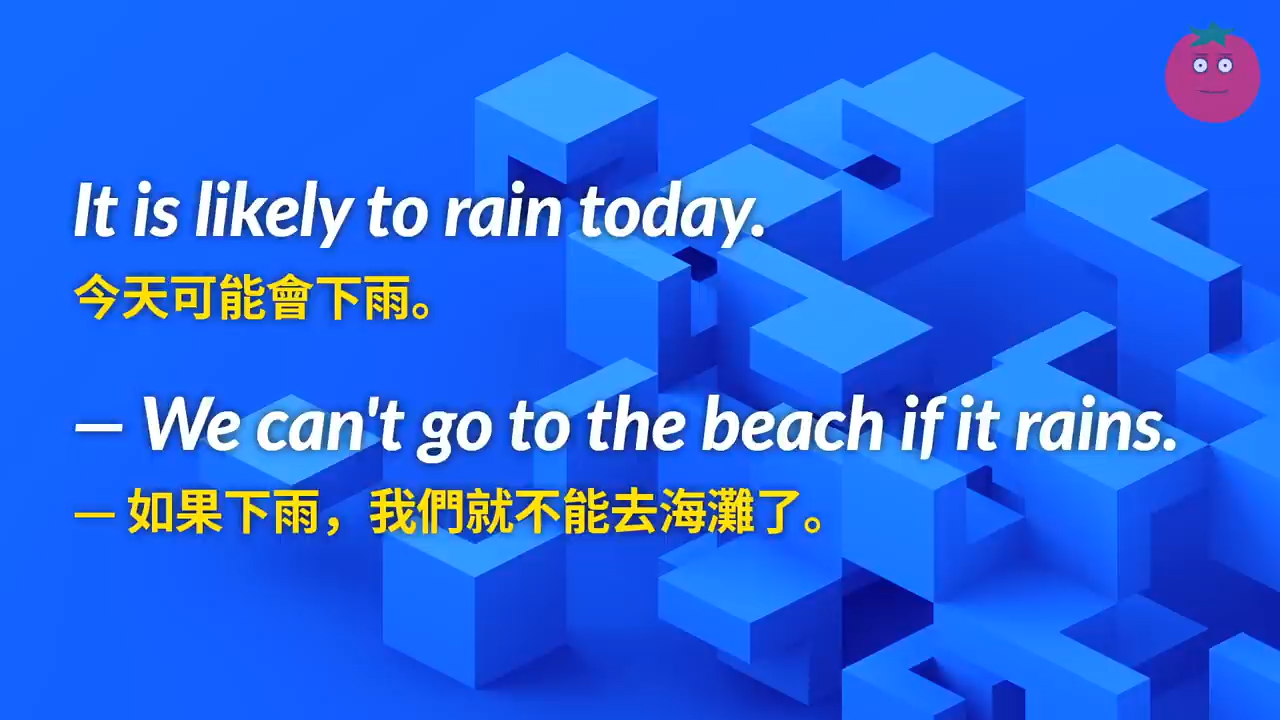 It is likely to rain today.
今天可能會下雨。
— We can't go to the beach if it rains.
— 如果下雨，我們就不能去海灘了。